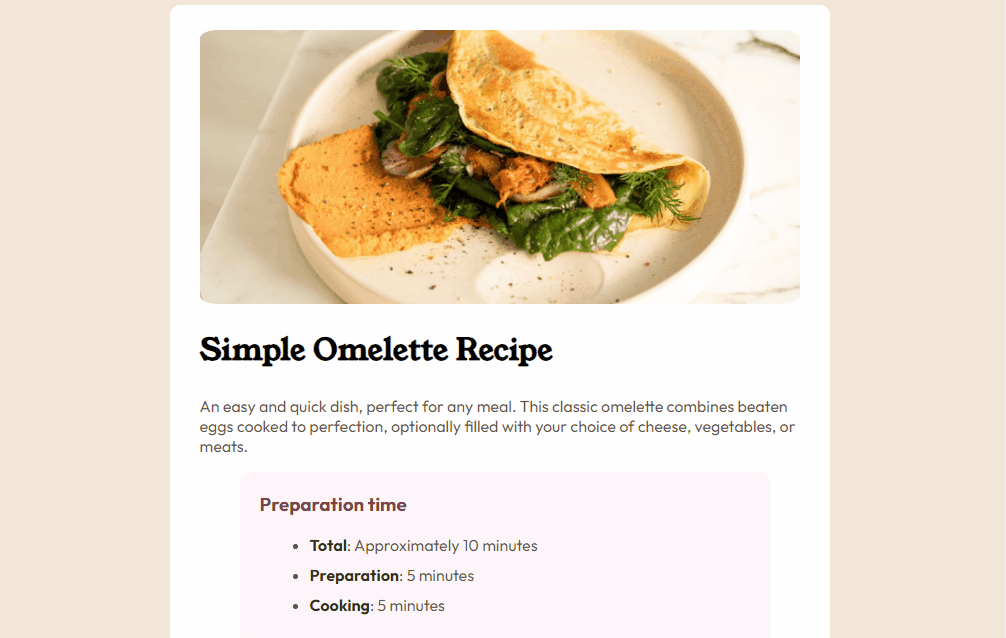 Simple Omelette Recipe
An easy and quick dish, perfect for any meal. This classic omelette combines beaten
eggs cooked to perfection, optionally filled with your choice of cheese, vegetables, or
meats.
Preparation time
Total: Approximately 10 minutes
Preparation: 5 minutes
Cooking: 5 minutes